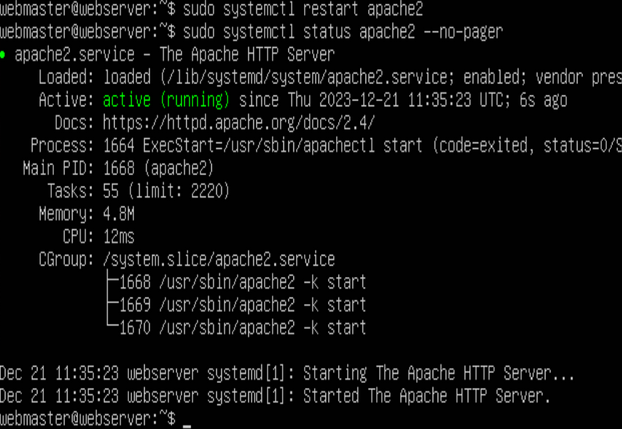 webmaster@webserver:~$ sudo systemctl restart apache2
webmaster@webserver:~$ sudo systemctl status apache2 --no-pager
● apache2.service - The Apache HTTP Server
Loaded: loaded (/lib/systemd/system/apache2.service; enabled; vendor pres
Active: active (running) since Thu 2023-12-21 11:35:23 UTC; 6s ago
Docs: https://httpd.apache.org/docs/2.4/
Process: 1664 ExecStart=/usr/sbin/apachectl start (code=exited, status=0/S
Main PID: 1668 (apache2)
Tasks: 55 (limit: 2220)
Memory: 4.8M
CPU: 12ms
CGroup: /system.slice/apache2.service
├─1668 /usr/sbin/apache2 -k start
├─1669 /usr/sbin/apache2 -k start
└─1670 /usr/sbin/apache2 -k start
Dec 21 11:35:23 webserver systemd[1]: Starting The Apache HTTP Server...
Dec 21 11:35:23 webserver systemd[1]: Started The Apache HTTP Server.
webmaster@webserver:~$ _